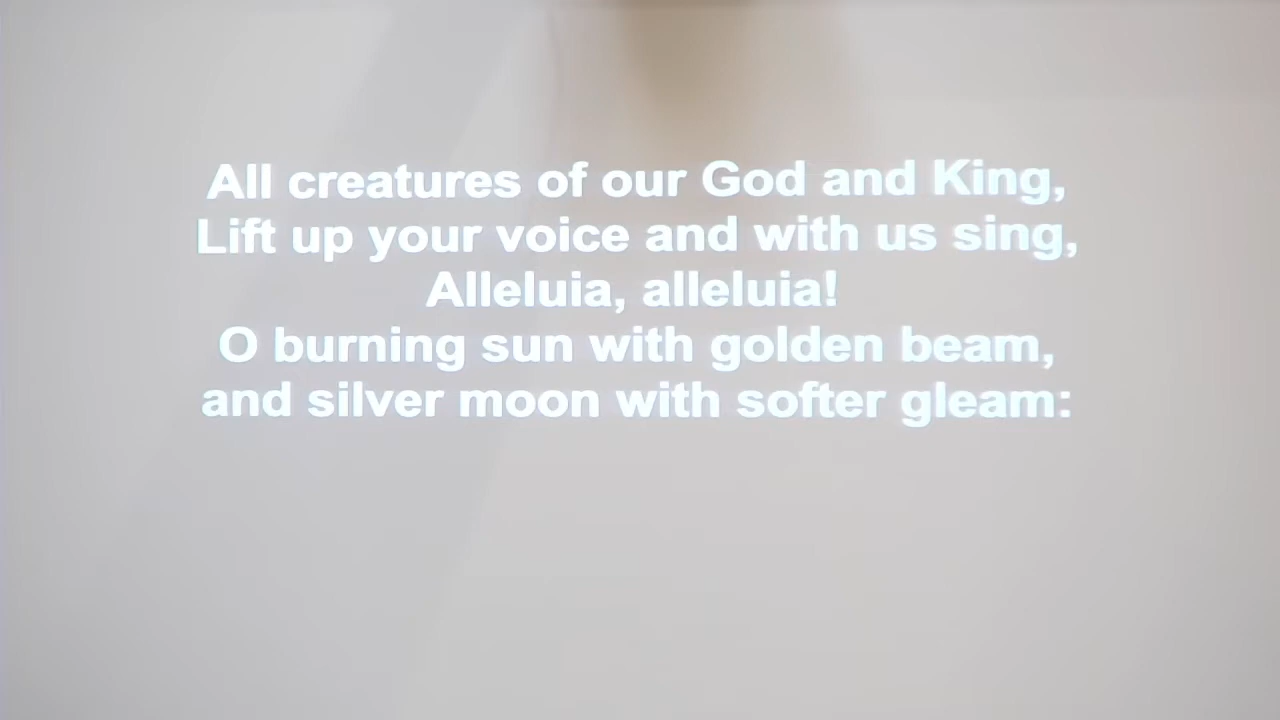 All creatures of our God and King,
Lift up your voice and with us sing,
Alleluia, alleluia!
O burning sun with golden beam,
and silver moon with softer gleam: